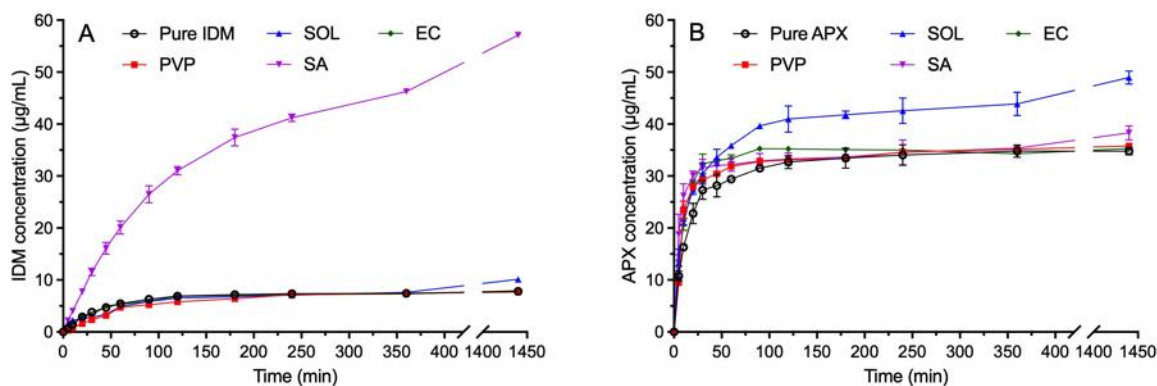 A
Pure IDM
SOL
EC
PVP
SA
IDM concentration (µg/mL)
60
50
40
30
20
10
0
0 50 100 150 200 250 300 350 400 1400 1450
Time (min)
B
Pure APX
SOL
EC
PVP
SA
APX concentration (µg/mL)
60
50
40
30
20
10
0
0 50 100 150 200 250 300 350 400 1400 1450
Time (min)